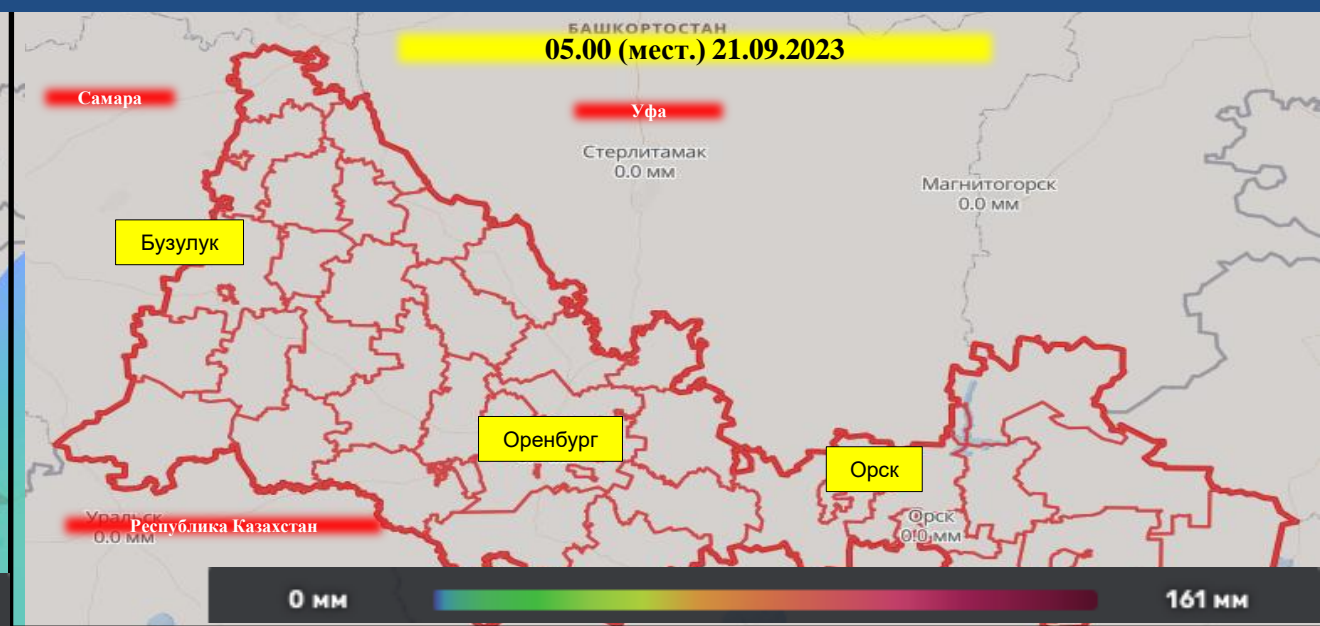 БАШКОРТОСТАН
05.00 (мест.) 21.09.2023
Самара
Уфа
Стерлитамак
0.0 мм
Магнитогорск
0.0 мм
Бузулук
Оренбург
Орск
Орск
0.0 мм
Уральск
Республика Казахстан
0.0 мм
0 мм
161 мм